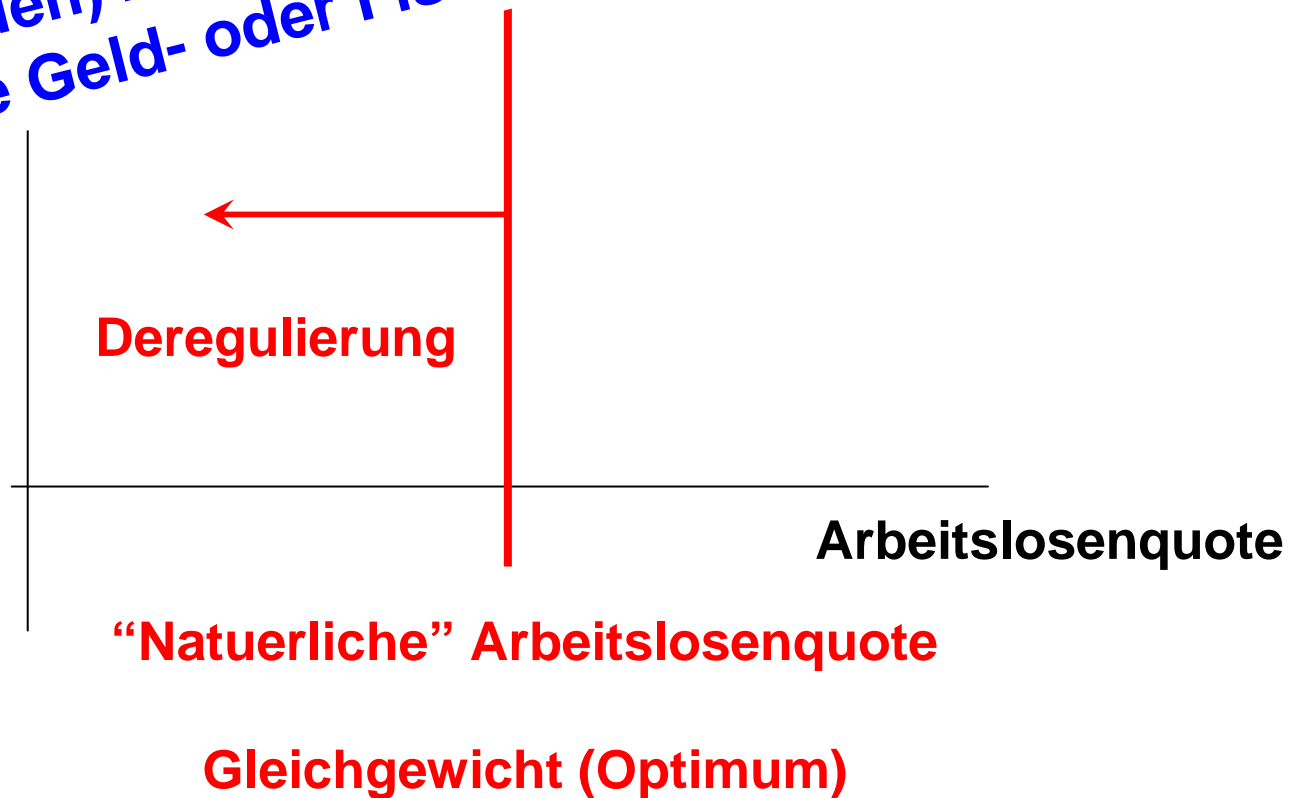 Geld- oder
Deregulierung
Arbeitslosenquote
“Natuerliche” Arbeitslosenquote
Gleichgewicht (Optimum)